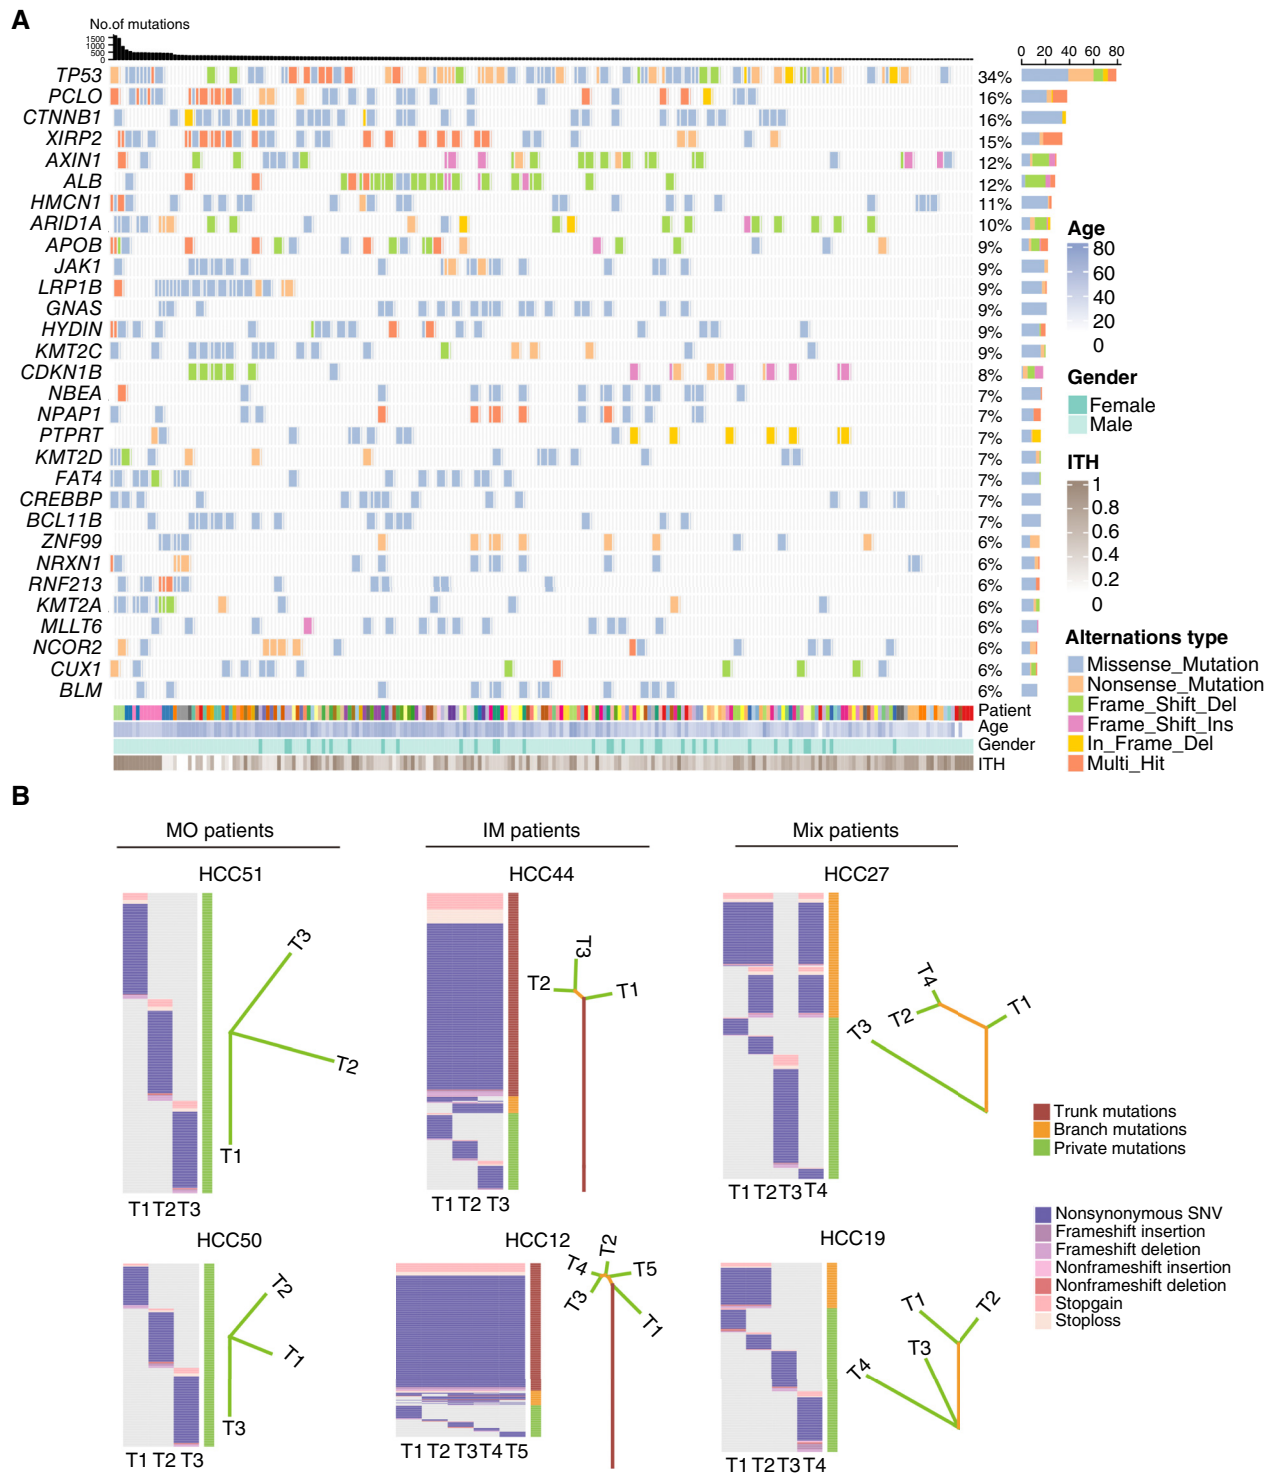 A
No.of mutations
1500
1000
500
0
0 20 40 60 80
TP53 34%
PCLO 16%
CTNNB1 16%
XIRP2 15%
AXIN1 12%
ALB 12%
HMCN1 11%
ARID1A 10%
APOB 9%
JAK1 9%
LRP1B 9%
GNAS 9%
HYDIN 9%
KMT2C 9%
CDKN1B 8%
NBEA 7%
NPAP1 7%
PTPRT 7%
KMT2D 7%
FAT4 7%
CREBBP 7%
BCL11B 7%
ZNF99 6%
NRXN1 6%
RNF213 6%
KMT2A 6%
MLLT6 6%
NCOR2 6%
CUX1 6%
BLM 6%
Patient
Age
Gender
ITH
Age
80
60
40
20
0
Gender
Female
Male
ITH
1
0.8
0.6
0.4
0.2
0
Alternations type
Missense_Mutation
Nonsense_Mutation
Frame_Shift_Del
Frame_Shift_Ins
In_Frame_Del
Multi_Hit
B
MO patients
IM patients
Mix patients
HCC51
T3
T2
T1
T1 T2 T3
HCC44
T3
T2
T1
T1 T2 T3
HCC27
T4
T1
T2
T3
T1 T2 T3 T4
Trunk mutations
Branch mutations
Private mutations
HCC50
T2
T1
T3
T1 T2 T3
HCC12
T2
T4
T5
T3
T1
T1 T2 T3 T4 T5
HCC19
T1
T2
T3
T4
T1 T2 T3 T4
Nonsynonymous SNV
Frameshift insertion
Frameshift deletion
Nonframeshift insertion
Nonframeshift deletion
Stopgain
Stoploss